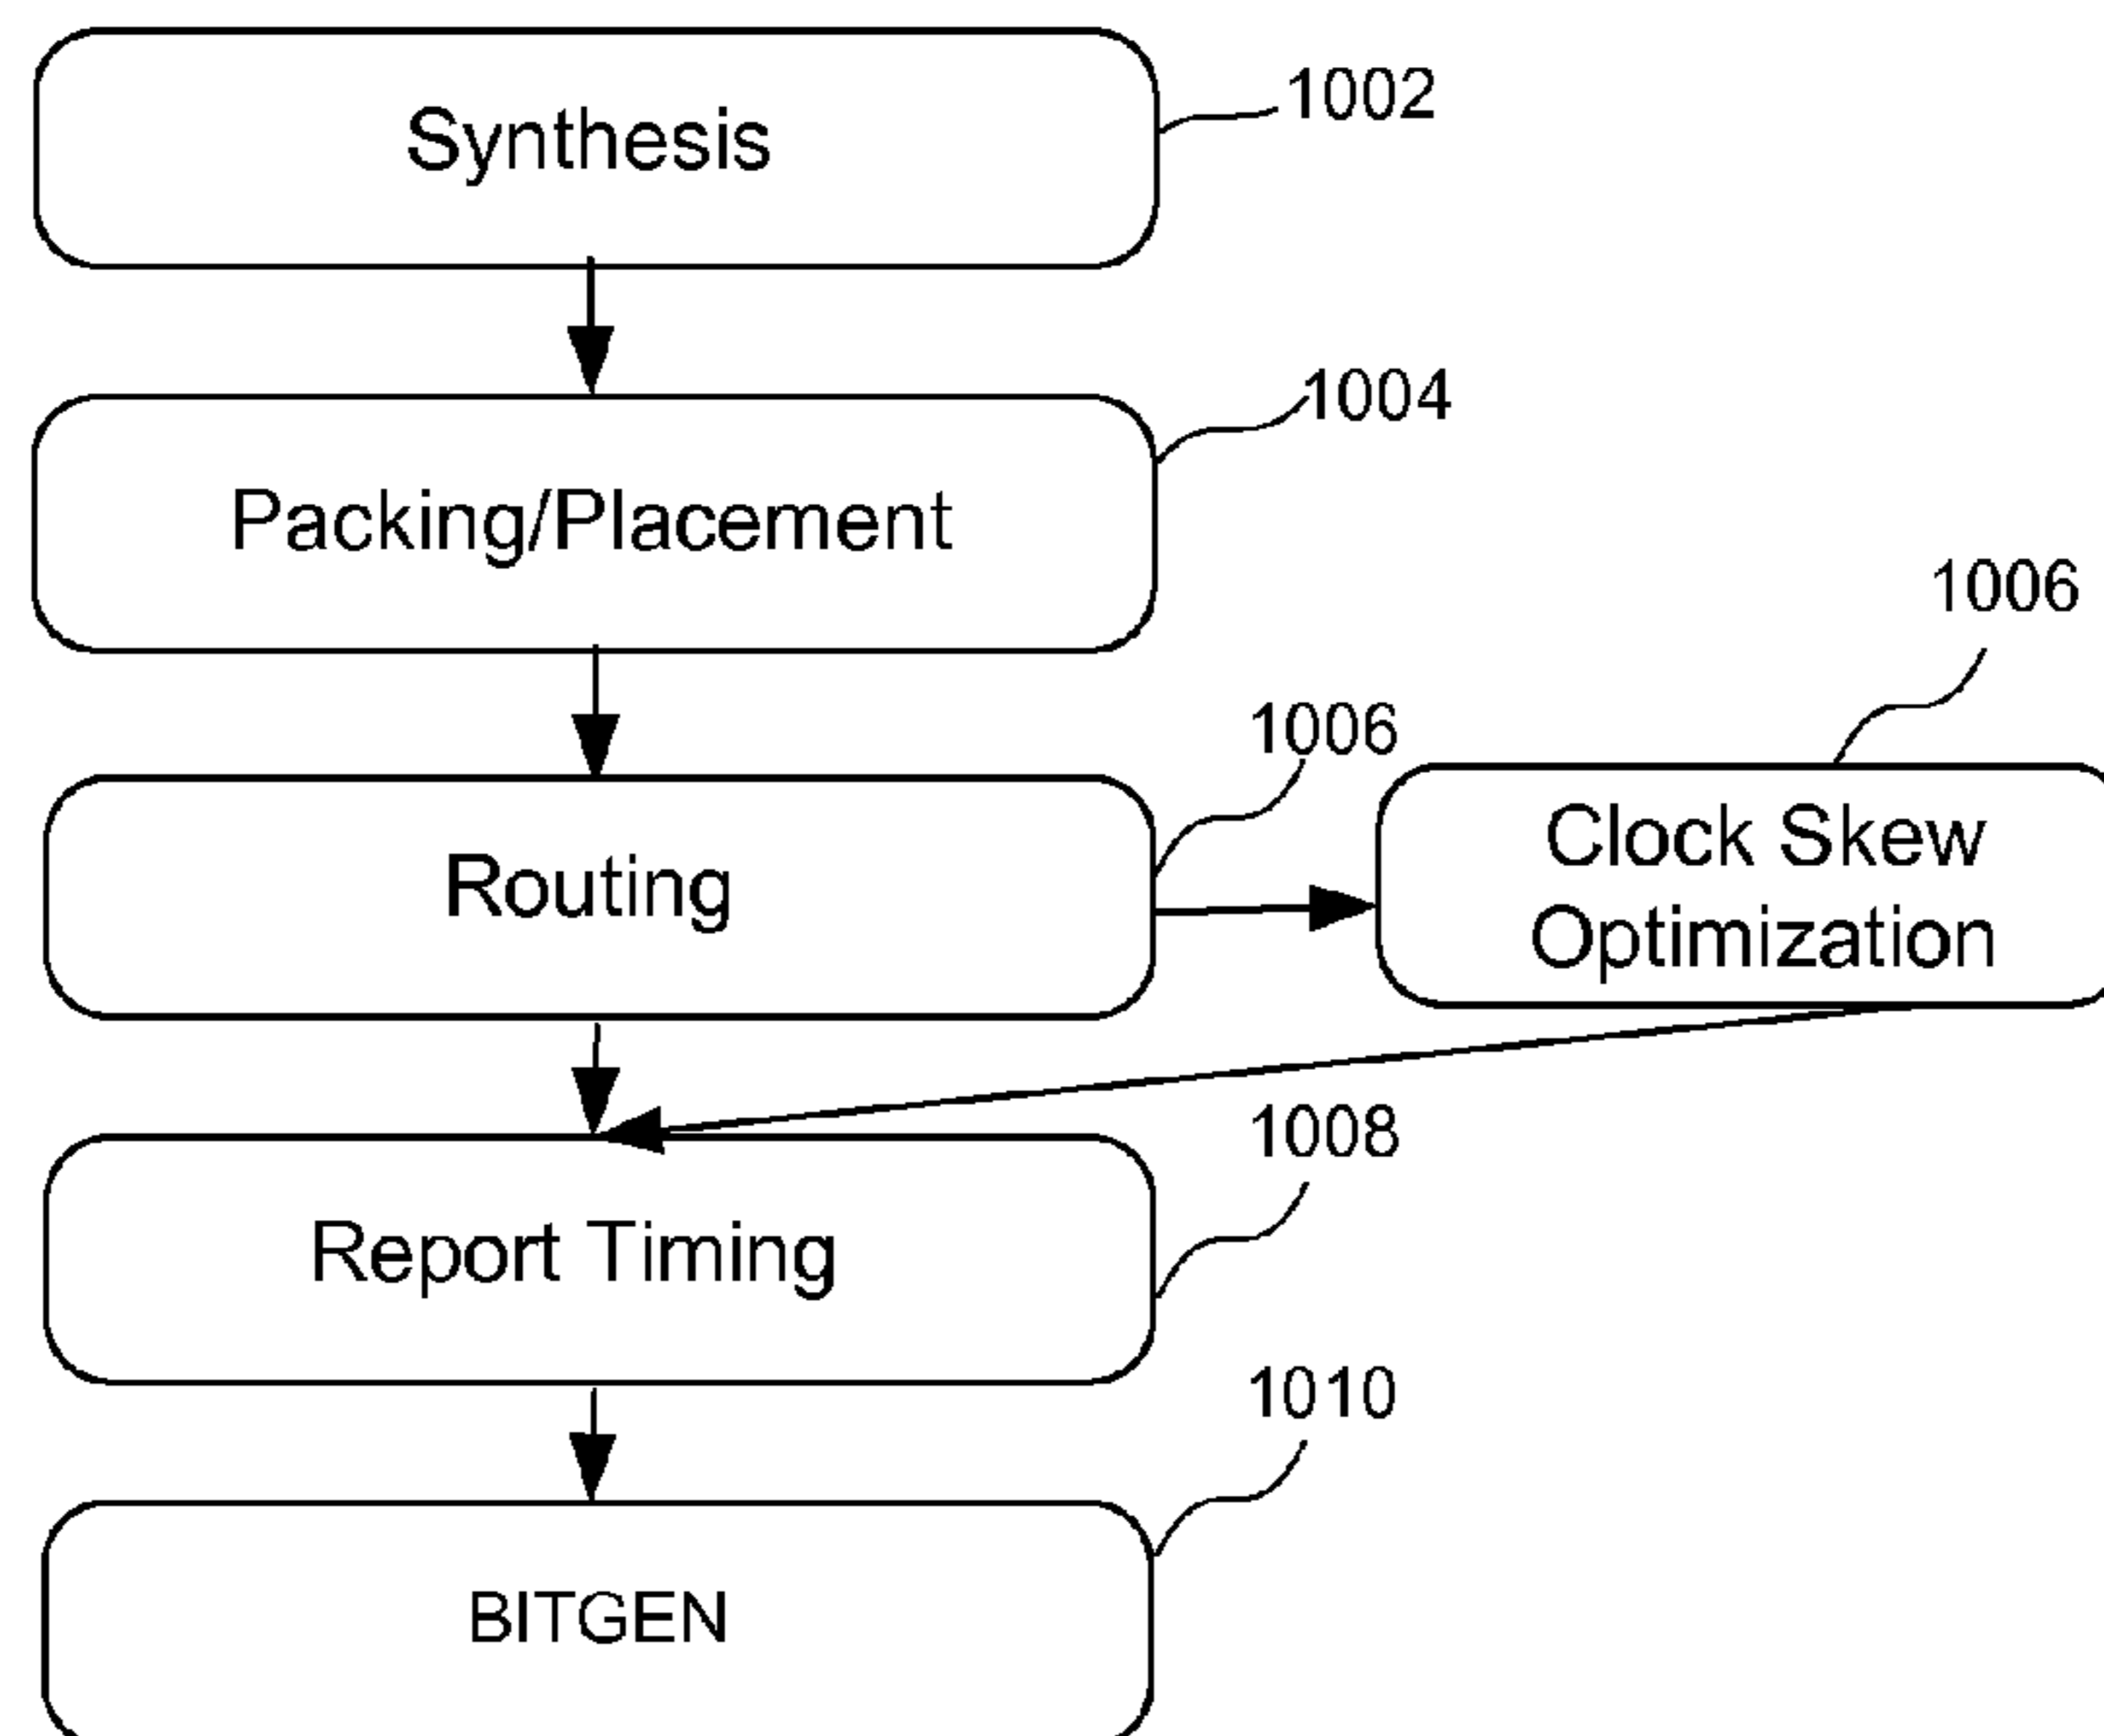 Synthesis
1002
1004
Packing/Placement
1006
1006
Routing
Clock Skew
Optimization
1008
Report Timing
1010
BITGEN